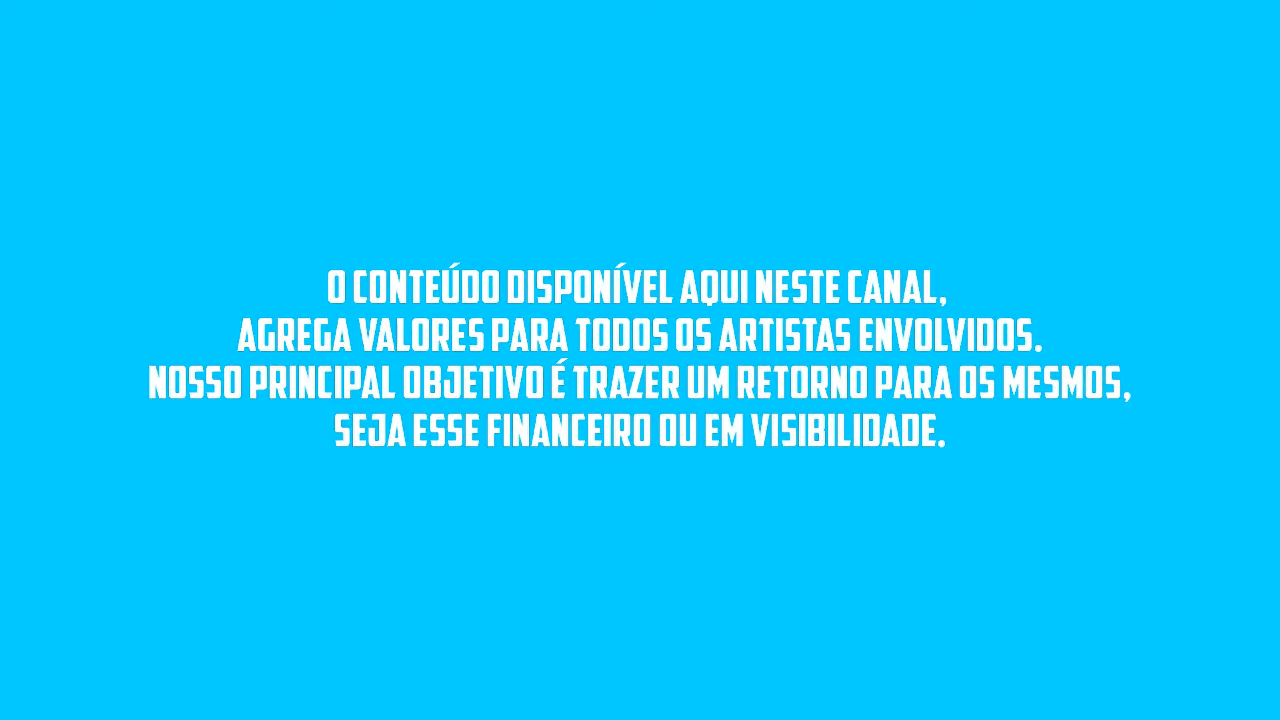 O CONTEÚDO DISPONÍVEL AQUI NESTE CANAL,
AGREGA VALORES PARA TODOS OS ARTISTAS ENVOLVIDOS.
NOSSO PRINCIPAL OBJETIVO É TRAZER UM RETORNO PARA OS MESMOS,
SEJA ESSE FINANCEIRO OU EM VISIBILIDADE.